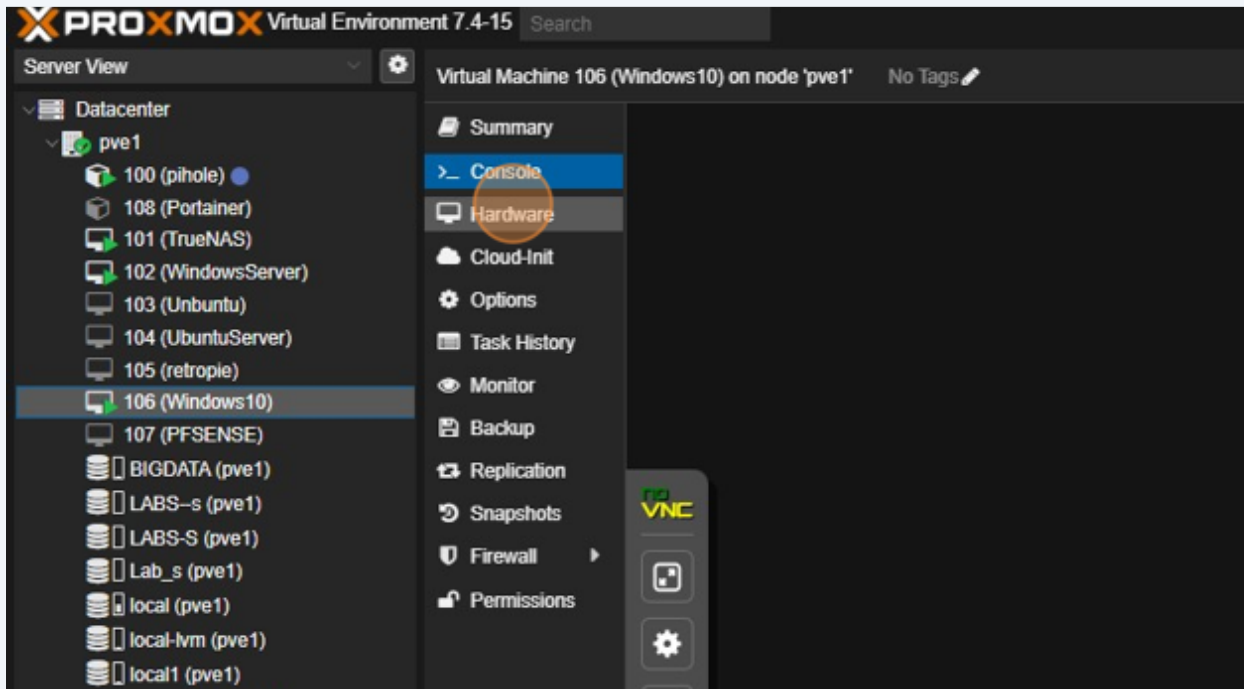 PROXMOX Virtual Environment 7.4-15 Search
Server View
Datacenter
pve1
100 (pihole)
108 (Portainer)
101 (TrueNAS)
102 (WindowsServer)
103 (Unbuntu)
104 (UbuntuServer)
105 (retropie)
106 (Windows10)
107 (PFSENSE)
BIGDATA (pve1)
LABS--s (pve1)
LABS-S (pve1)
Lab_s (pve1)
local (pve1)
local-lvm (pve1)
local1 (pve1)
Virtual Machine 106 (Windows10) on node 'pve1' No Tags
Summary
>_ Console
Hardware
Cloud-Init
Options
Task History
Monitor
Backup
Replication
Snapshots
Firewall
Permissions
no
VNC